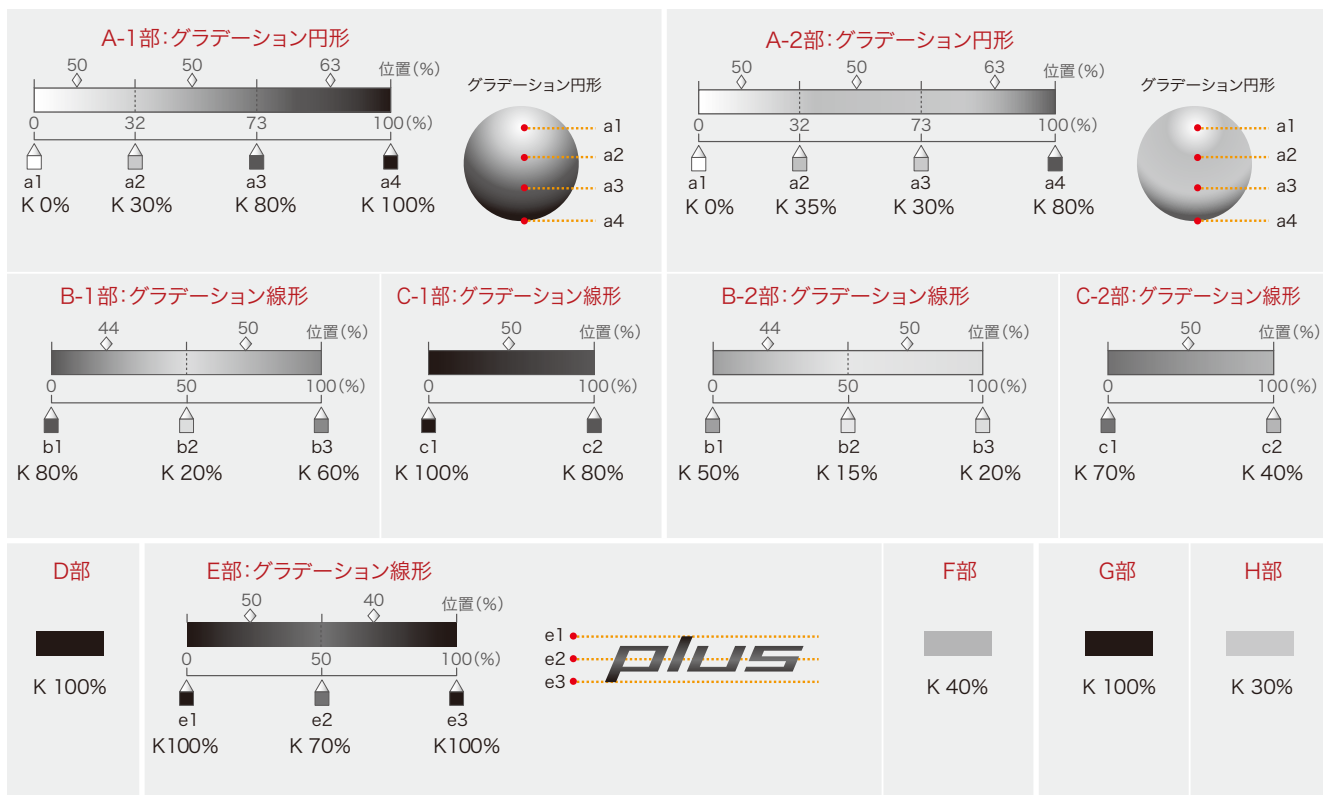 A-1部：グラデーション円形
50 50 63 位置(%)
0 32 73 100(%)
a1 a2 a3 a4
K 0% K 30% K 80% K 100%
グラデーション円形
a1
a2
a3
a4
A-2部：グラデーション円形
50 50 63 位置(%)
0 32 73 100(%)
a1 a2 a3 a4
K 0% K 35% K 30% K 80%
グラデーション円形
a1
a2
a3
a4
B-1部：グラデーション線形
44 50 位置(%)
0 50 100(%)
b1 b2 b3
K 80% K 20% K 60%
C-1部：グラデーション線形
50 位置(%)
0 100(%)
c1 c2
K 100% K 80%
B-2部：グラデーション線形
44 50 位置(%)
0 50 100(%)
b1 b2 b3
K 50% K 15% K 20%
C-2部：グラデーション線形
50 位置(%)
0 100(%)
c1 c2
K 70% K 40%
D部
K 100%
E部：グラデーション線形
50 40 位置(%)
0 50 100(%)
e1 e2 e3
K100% K 70% K100%
e1
e2
e3
plus
F部
K 40%
G部
K 100%
H部
K 30%